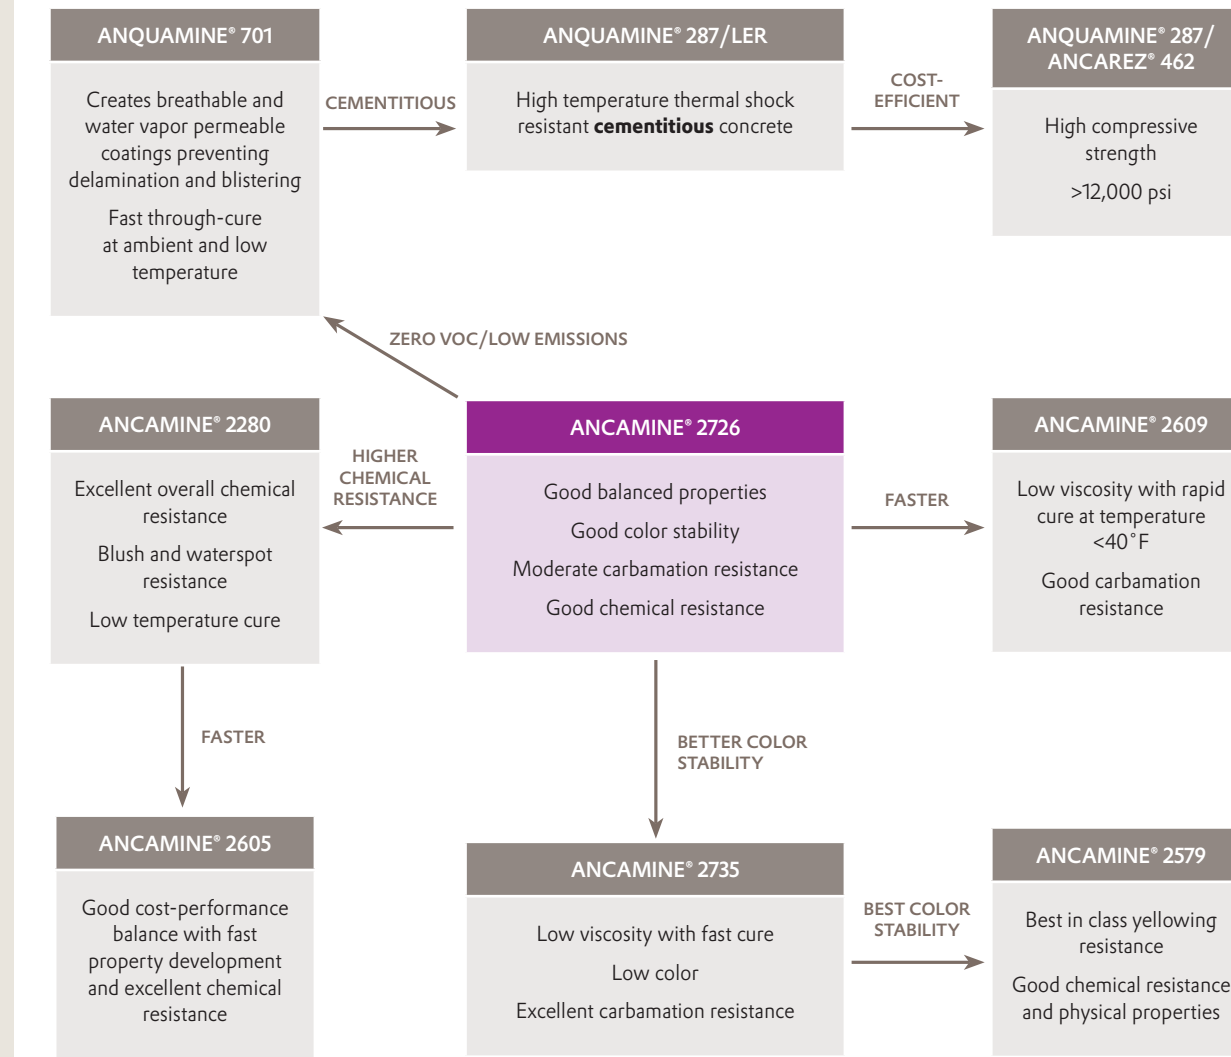 ANQUAMINE® 701
Creates breathable and
water vapor permeable
coatings preventing
delamination and blistering
Fast through-cure
at ambient and low
temperature
CEMENTITIOUS
ANQUAMINE® 287/LER
High temperature thermal shock
resistant cementitious concrete
COST-
EFFICIENT
ANQUAMINE® 287/
ANCAREZ® 462
High compressive
strength
>12,000 psi
ZERO VOC/LOW EMISSIONS
ANCAMINE® 2280
Excellent overall chemical
resistance
Blush and waterspot
resistance
Low temperature cure
HIGHER
CHEMICAL
RESISTANCE
ANCAMINE® 2726
Good balanced properties
Good color stability
Moderate carbamation resistance
Good chemical resistance
FASTER
ANCAMINE® 2609
Low viscosity with rapid
cure at temperature
<40˚F
Good carbamation
resistance
FASTER
BETTER COLOR
STABILITY
ANCAMINE® 2605
Good cost-performance
balance with fast
property development
and excellent chemical
resistance
ANCAMINE® 2735
Low viscosity with fast cure
Low color
Excellent carbamation resistance
BEST COLOR
STABILITY
ANCAMINE® 2579
Best in class yellowing
resistance
Good chemical resistance
and physical properties